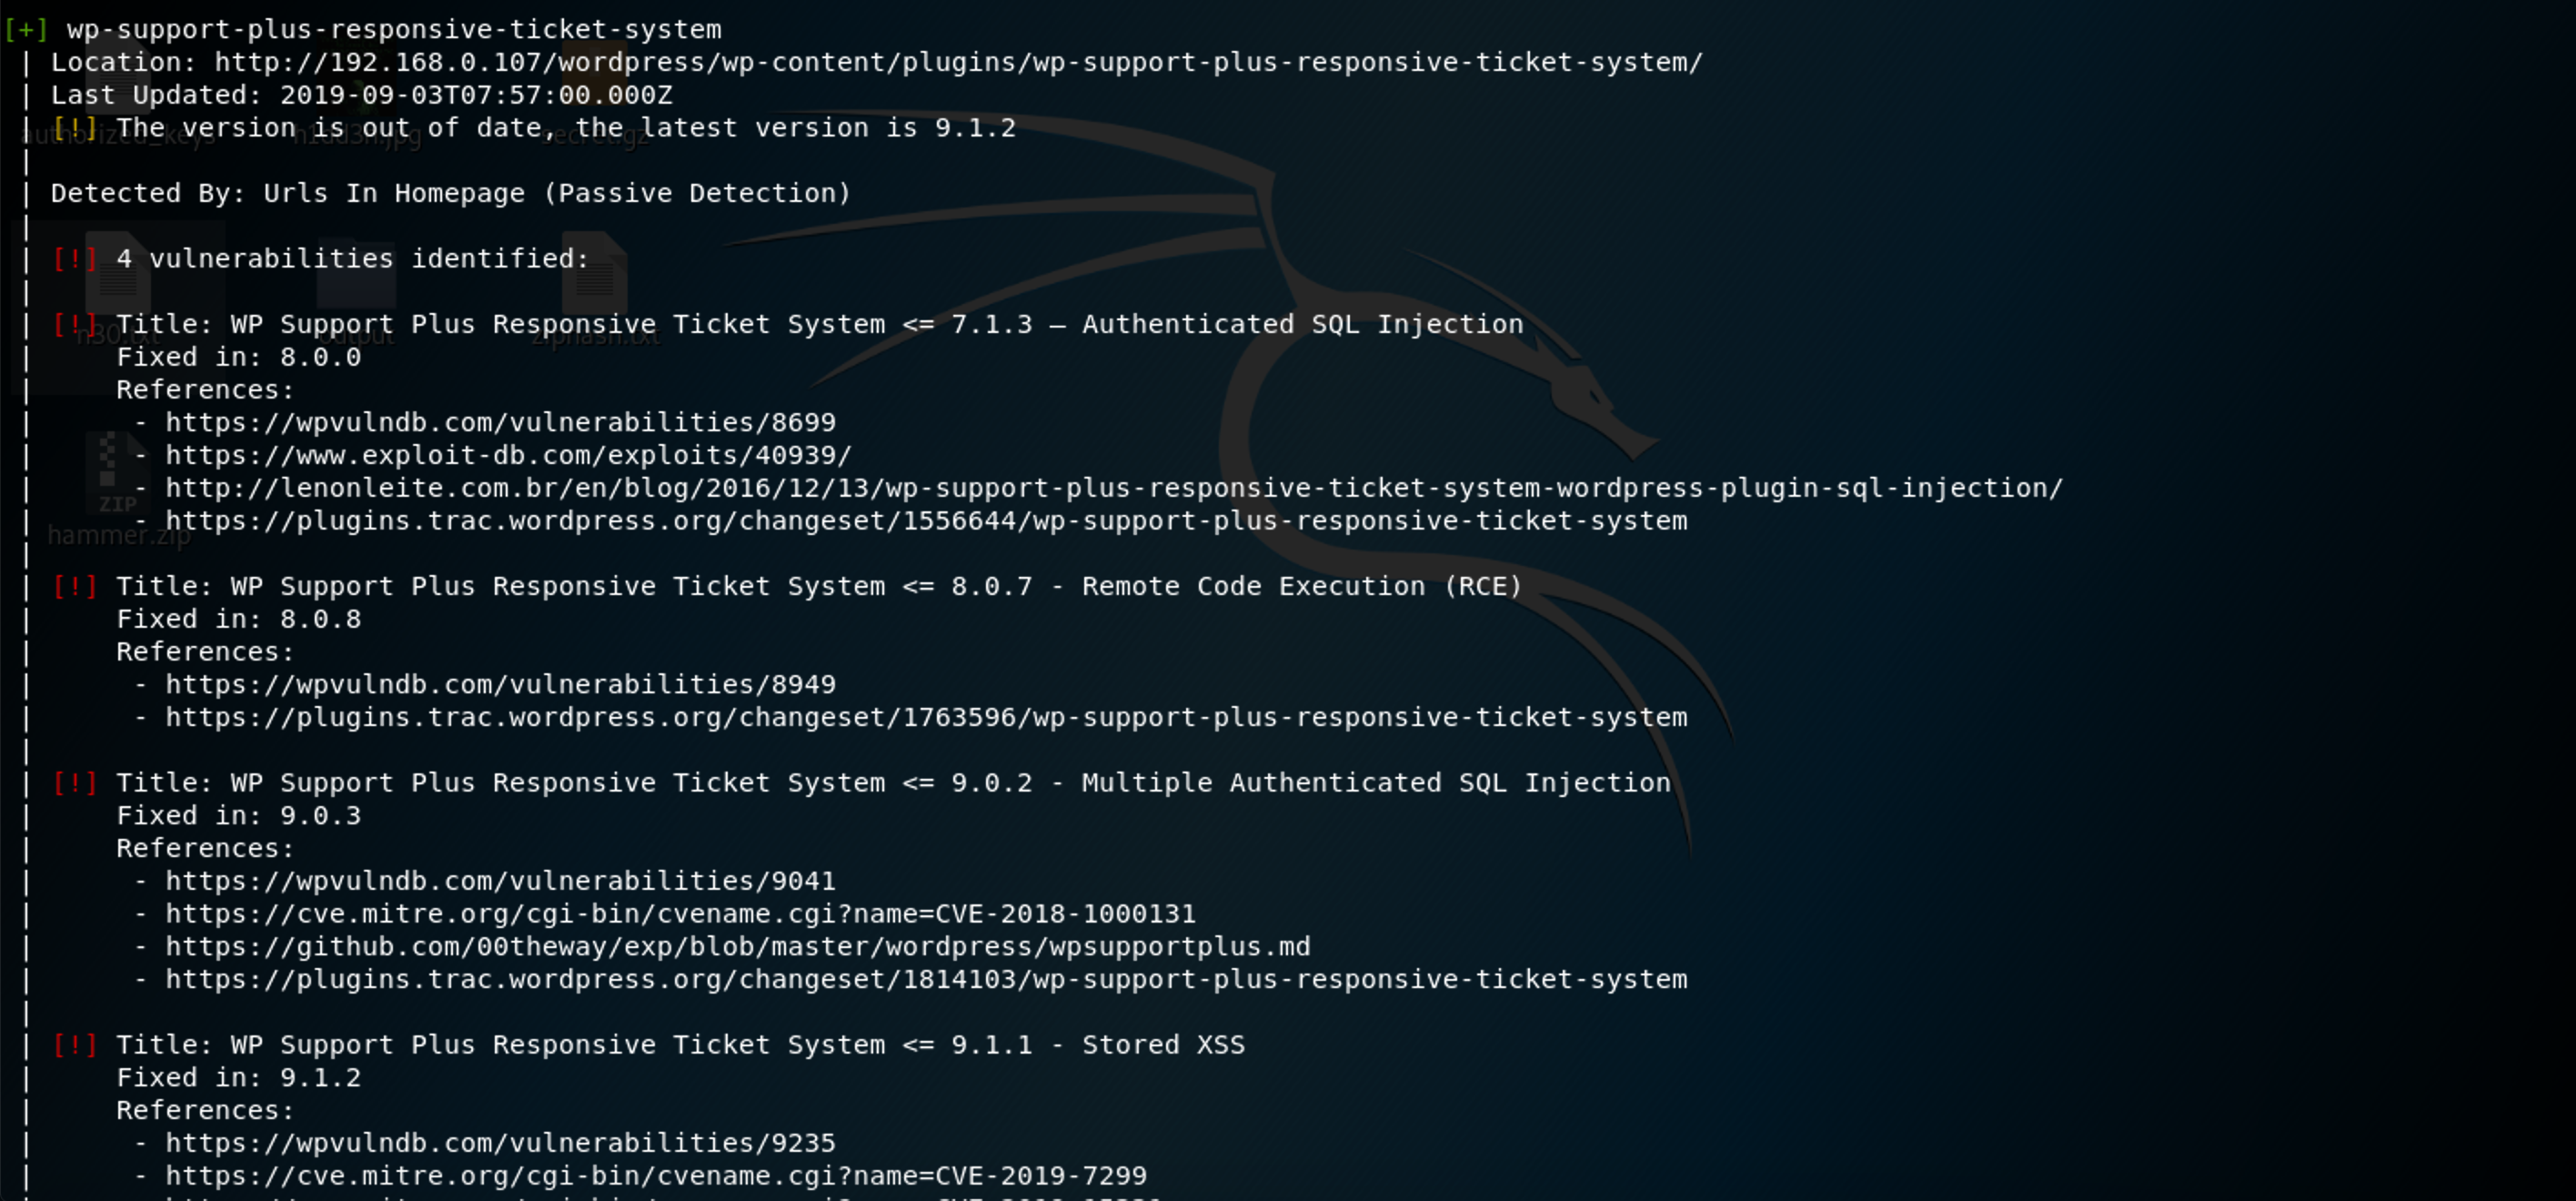 [+] wp-support-plus-responsive-ticket-system
| Location: http://192.168.0.107/wordpress/wp-content/plugins/wp-support-plus-responsive-ticket-system/
| Last Updated: 2019-09-03T07:57:00.000Z
| [!] The version is out of date, the latest version is 9.1.2
authorized_keys h1dd3n.jpg secret.gz
|
| Detected By: Urls In Homepage (Passive Detection)
|
| [!] 4 vulnerabilities identified:
|
| [!] Title: WP Support Plus Responsive Ticket System <= 7.1.3 – Authenticated SQL Injection
n30.txt output ziphash.txt
| Fixed in: 8.0.0
| References:
| - https://wpvulndb.com/vulnerabilities/8699
| - https://www.exploit-db.com/exploits/40939/
| - http://lenonleite.com.br/en/blog/2016/12/13/wp-support-plus-responsive-ticket-system-wordpress-plugin-sql-injection/
ZIP
| - https://plugins.trac.wordpress.org/changeset/1556644/wp-support-plus-responsive-ticket-system
hammer.zip
|
| [!] Title: WP Support Plus Responsive Ticket System <= 8.0.7 - Remote Code Execution (RCE)
| Fixed in: 8.0.8
| References:
| - https://wpvulndb.com/vulnerabilities/8949
| - https://plugins.trac.wordpress.org/changeset/1763596/wp-support-plus-responsive-ticket-system
|
| [!] Title: WP Support Plus Responsive Ticket System <= 9.0.2 - Multiple Authenticated SQL Injection
| Fixed in: 9.0.3
| References:
| - https://wpvulndb.com/vulnerabilities/9041
| - https://cve.mitre.org/cgi-bin/cvename.cgi?name=CVE-2018-1000131
| - https://github.com/00theway/exp/blob/master/wordpress/wpsupportplus.md
| - https://plugins.trac.wordpress.org/changeset/1814103/wp-support-plus-responsive-ticket-system
|
| [!] Title: WP Support Plus Responsive Ticket System <= 9.1.1 - Stored XSS
| Fixed in: 9.1.2
| References:
| - https://wpvulndb.com/vulnerabilities/9235
| - https://cve.mitre.org/cgi-bin/cvename.cgi?name=CVE-2019-7299